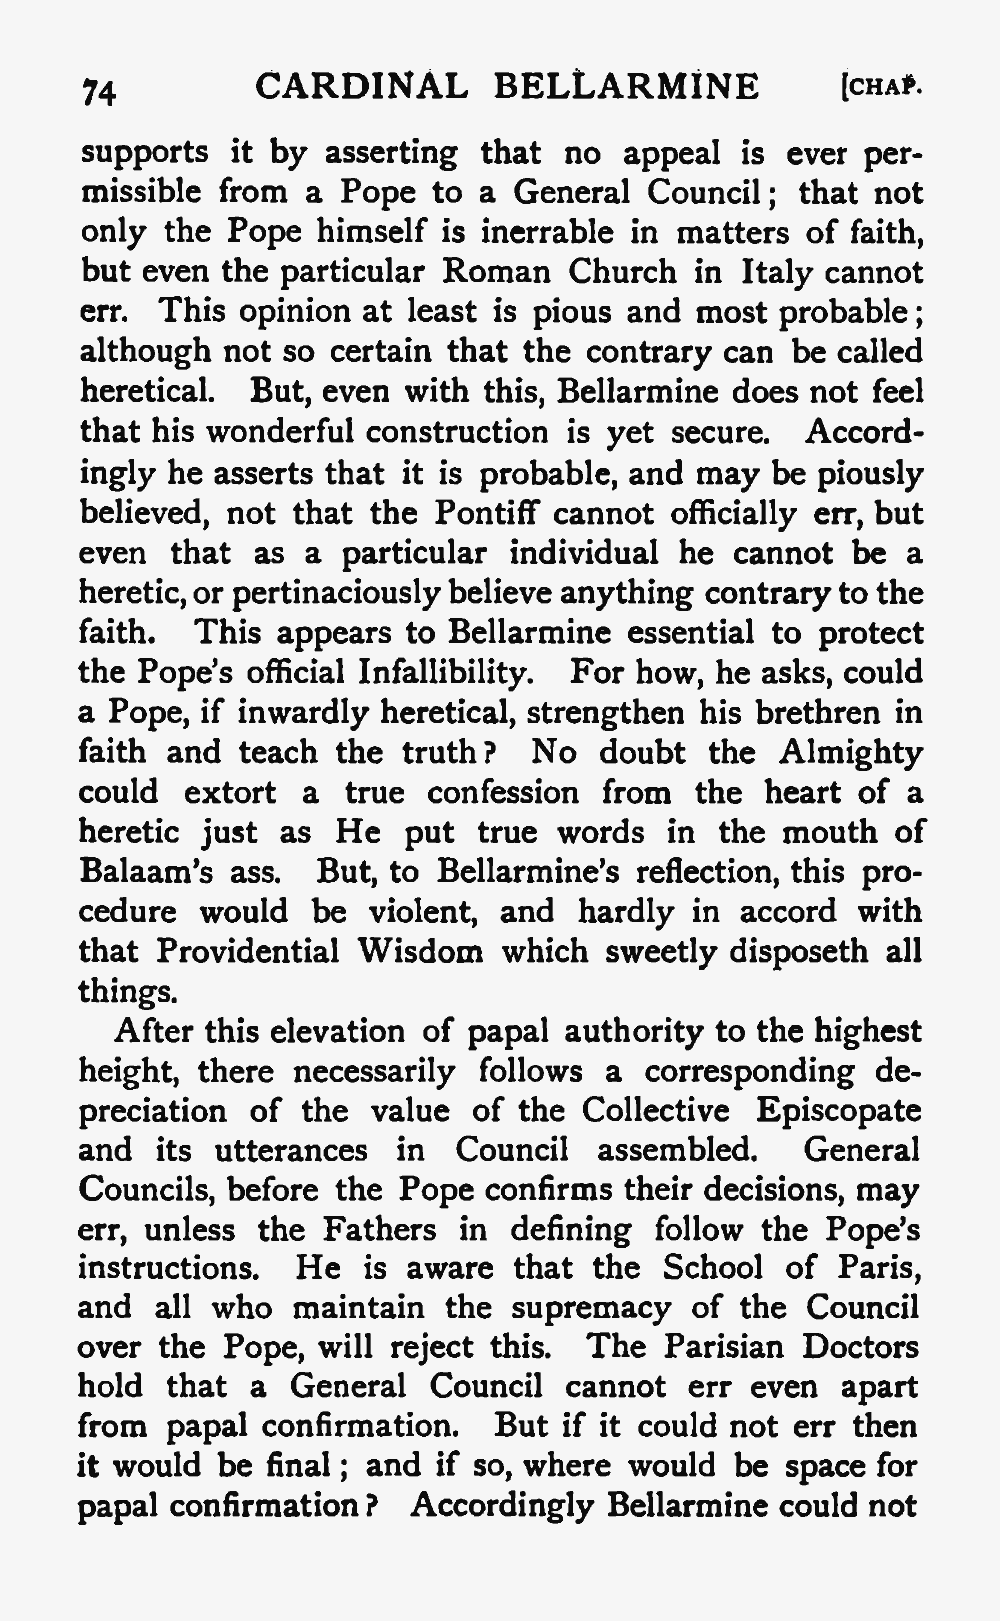 74 CARDINAL BELLARMINE [CHAP.
supports it by asserting that no appeal is ever per-
missible from a Pope to a General Council; that not
only the Pope himself is inerrable in matters of faith,
but even the particular Roman Church in Italy cannot
err. This opinion at least is pious and most probable;
although not so certain that the contrary can be called
heretical. But, even with this, Bellarmine does not feel
that his wonderful construction is yet secure. Accord-
ingly he asserts that it is probable, and may be piously
believed, not that the Pontiff cannot officially err, but
even that as a particular individual he cannot be a
heretic, or pertinaciously believe anything contrary to the
faith. This appears to Bellarmine essential to protect
the Pope's official Infallibility. For how, he asks, could
a Pope, if inwardly heretical, strengthen his brethren in
faith and teach the truth? No doubt the Almighty
could extort a true confession from the heart of a
heretic just as He put true words in the mouth of
Balaam's ass. But, to Bellarmine's reflection, this pro-
cedure would be violent, and hardly in accord with
that Providential Wisdom which sweetly disposeth all
things.
After this elevation of papal authority to the highest
height, there necessarily follows a corresponding de-
preciation of the value of the Collective Episcopate
and its utterances in Council assembled. General
Councils, before the Pope confirms their decisions, may
err, unless the Fathers in defining follow the Pope's
instructions. He is aware that the School of Paris,
and all who maintain the supremacy of the Council
over the Pope, will reject this. The Parisian Doctors
hold that a General Council cannot err even apart
from papal confirmation. But if it could not err then
it would be final; and if so, where would be space for
papal confirmation? Accordingly Bellarmine could not